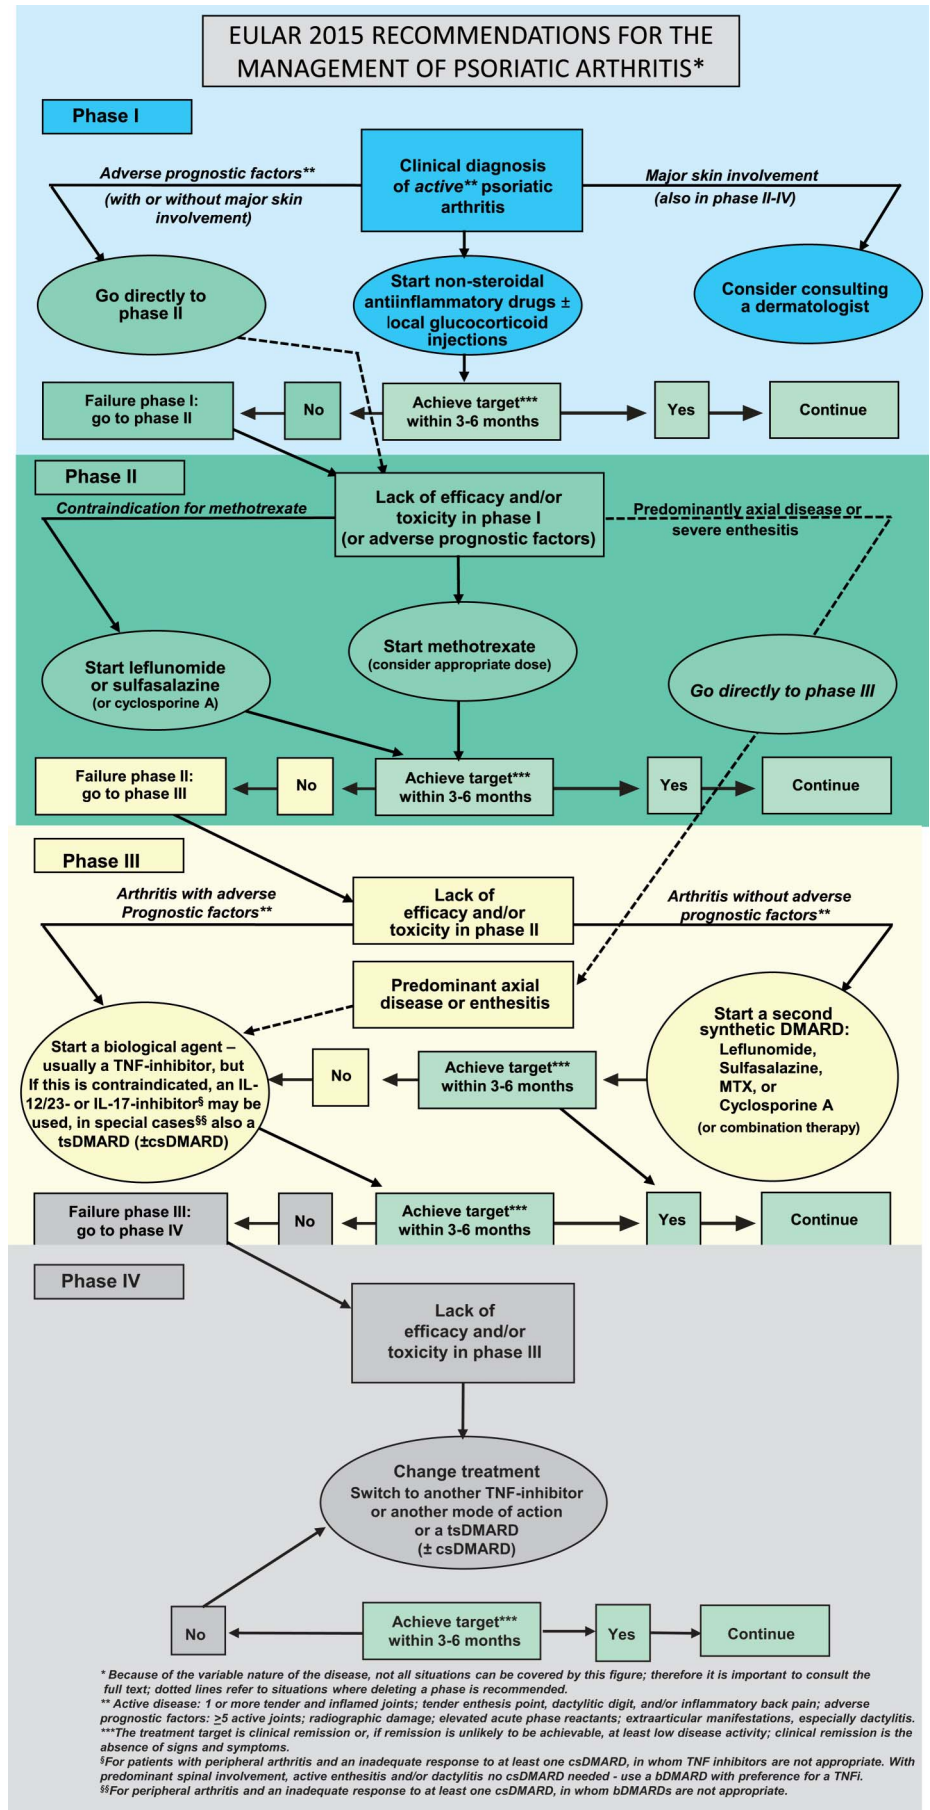 EULAR 2015 RECOMMENDATIONS FOR THE
MANAGEMENT OF PSORIATIC ARTHRITIS*
Phase I
Adverse prognostic factors**
(with or without major skin
involvement)
Clinical diagnosis
of active** psoriatic
arthritis
Major skin involvement
(also in phase II-IV)
Go directly to
phase II
Start non-steroidal
antiinflammatory drugs ±
local glucocorticoid
injections
Consider consulting
a dermatologist
Failure phase I:
go to phase II
No
Achieve target***
within 3-6 months
Yes
Continue
Phase II
Contraindication for methotrexate
Lack of efficacy and/or
toxicity in phase I
(or adverse prognostic factors)
Predominantly axial disease or
severe enthesitis
Start leflunomide
or sulfasalazine
(or cyclosporine A)
Start methotrexate
(consider appropriate dose)
Go directly to phase III
Failure phase II:
go to phase III
No
Achieve target***
within 3-6 months
Yes
Continue
Phase III
Arthritis with adverse
Prognostic factors**
Lack of
efficacy and/or
toxicity in phase II
Arthritis without adverse
prognostic factors**
Predominant axial
disease or enthesitis
Start a biological agent –
usually a TNF-inhibitor, but
If this is contraindicated, an IL-
12/23- or IL-17-inhibitor§ may be
used, in special cases§§ also a
tsDMARD (±csDMARD)
No
Achieve target***
within 3-6 months
Start a second
synthetic DMARD:
Leflunomide,
Sulfasalazine,
MTX, or
Cyclosporine A
(or combination therapy)
Failure phase III:
go to phase IV
No
Achieve target***
within 3-6 months
Yes
Continue
Phase IV
Lack of
efficacy and/or
toxicity in phase III
Change treatment
Switch to another TNF-inhibitor
or another mode of action
or a tsDMARD
(± csDMARD)
No
Achieve target***
within 3-6 months
Yes
Continue
* Because of the variable nature of the disease, not all situations can be covered by this figure; therefore it is important to consult the
full text; dotted lines refer to situations where deleting a phase is recommended.
** Active disease: 1 or more tender and inflamed joints; tender enthesis point, dactylitic digit, and/or inflammatory back pain; adverse
prognostic factors: ≥5 active joints; radiographic damage; elevated acute phase reactants; extraarticular manifestations, especially dactylitis.
***The treatment target is clinical remission or, if remission is unlikely to be achievable, at least low disease activity; clinical remission is the
absence of signs and symptoms.
§For patients with peripheral arthritis and an inadequate response to at least one csDMARD, in whom TNF inhibitors are not appropriate. With
predominant spinal involvement, active enthesitis and/or dactylitis no csDMARD needed - use a bDMARD with preference for a TNFi.
§§For peripheral arthritis and an inadequate response to at least one csDMARD, in whom bDMARDs are not appropriate.